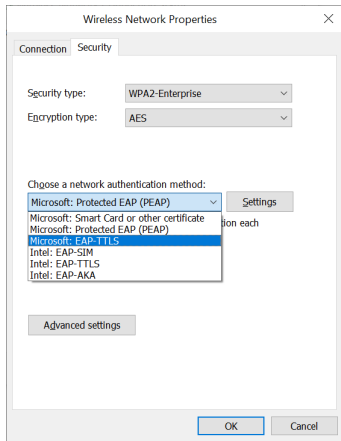 Wireless Network Properties
Connection Security
Security type: WPA2-Enterprise
Encryption type: AES
Choose a network authentication method:
Microsoft: Protected EAP (PEAP) Settings
Microsoft: Smart Card or other certificate
Microsoft: Protected EAP (PEAP) tion each
Microsoft: EAP-TTLS
Intel: EAP-SIM
Intel: EAP-TTLS
Intel: EAP-AKA
Advanced settings
OK Cancel